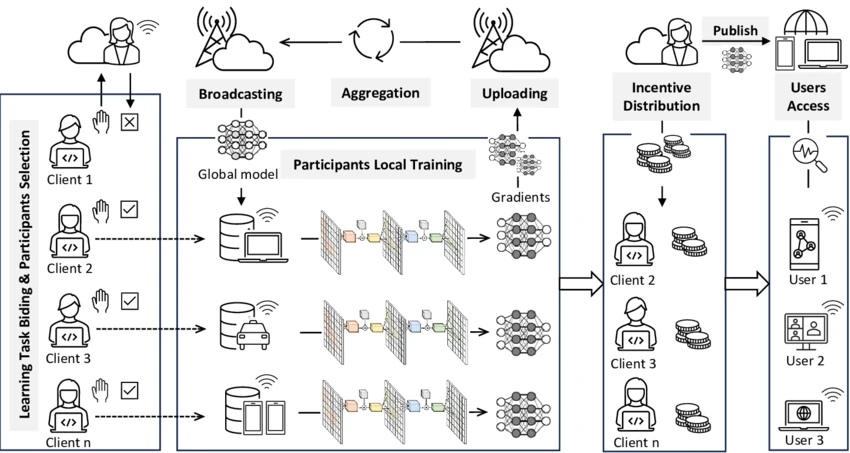 Learning Task Biding & Participants Selection
Client 1
Client 2
Client 3
Client n
Broadcasting
Aggregation
Uploading
Global model
Participants Local Training
Gradients
Incentive
Distribution
Client 2
Client 3
Client n
Publish
Users
Access
User 1
User 2
User 3